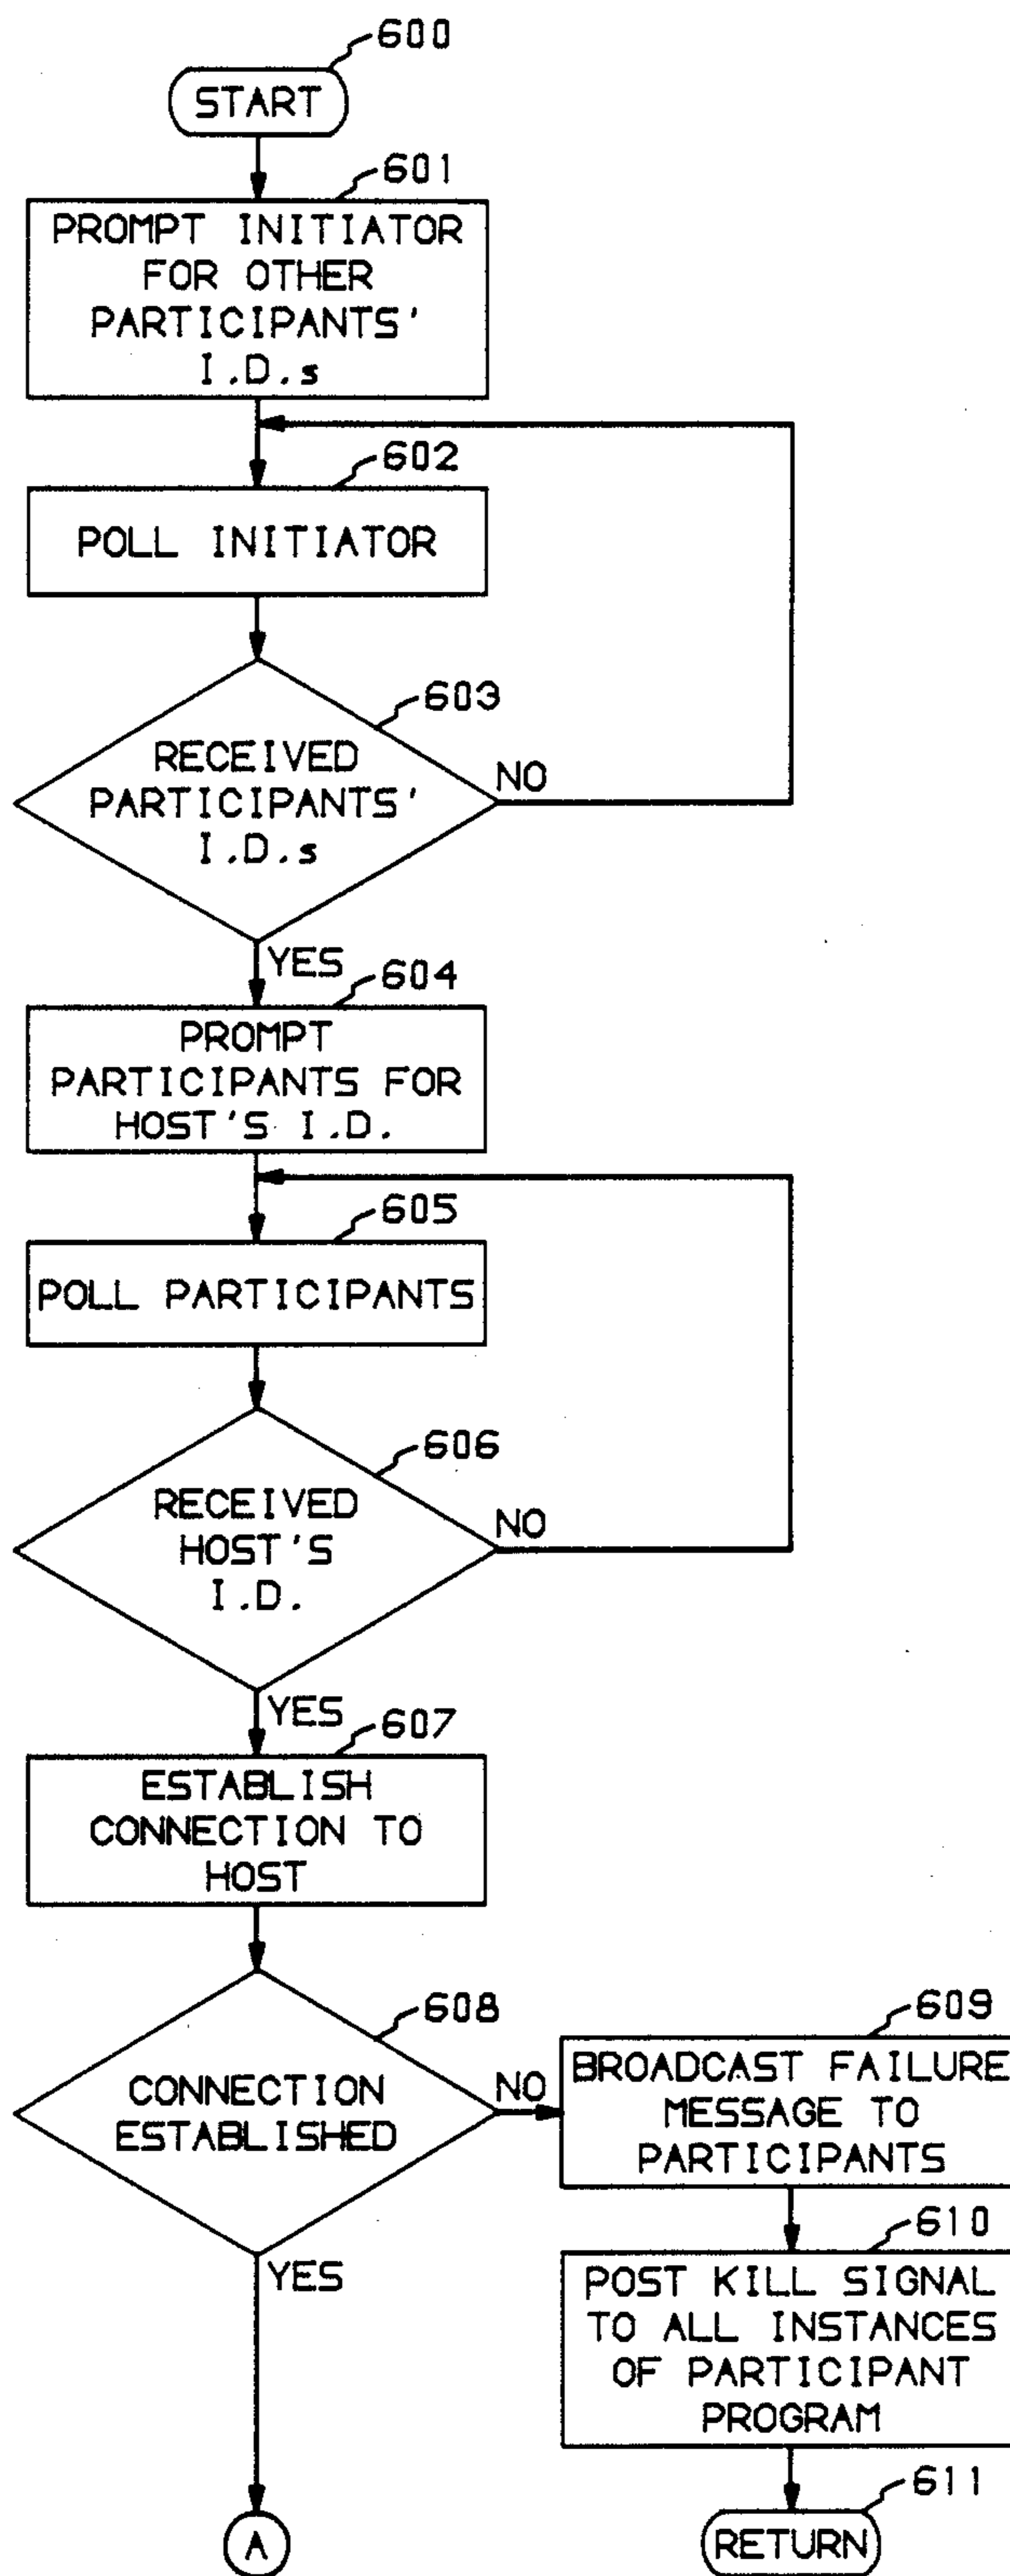 600
START
601
PROMPT INITIATOR
FOR OTHER
PARTICIPANTS'
I.D.s
602
POLL INITIATOR
603
RECEIVED
PARTICIPANTS'
I.D.s
NO
YES
604
PROMPT
PARTICIPANTS FOR
HOST'S I.D.
605
POLL PARTICIPANTS
606
RECEIVED
HOST'S
I.D.
NO
YES
607
ESTABLISH
CONNECTION TO
HOST
608
CONNECTION
ESTABLISHED
NO
YES
609
BROADCAST FAILURE
MESSAGE TO
PARTICIPANTS
610
POST KILL SIGNAL
TO ALL INSTANCES
OF PARTICIPANT
PROGRAM
611
RETURN
A